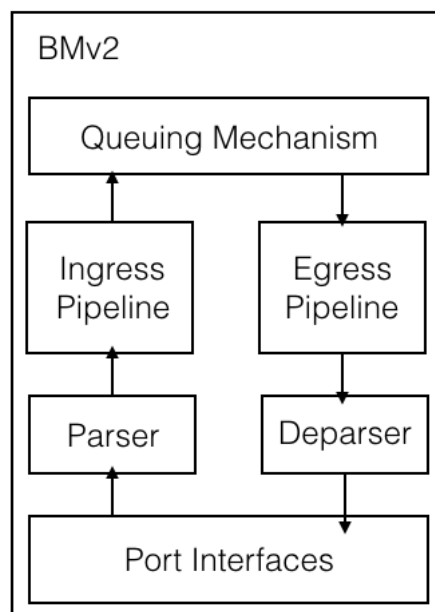 BMv2
Queuing Mechanism
Ingress
Pipeline
Egress
Pipeline
Parser
Deparser
Port Interfaces